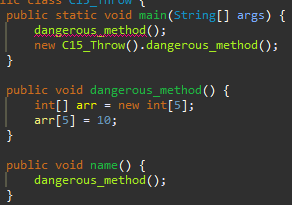 lic class C15_Throw {
public static void main(String[] args) {
dangerous_method();
new C15_Throw().dangerous_method();
}
public void dangerous_method() {
int[] arr = new int[5];
arr[5] = 10;
}
public void name() {
dangerous_method();
}